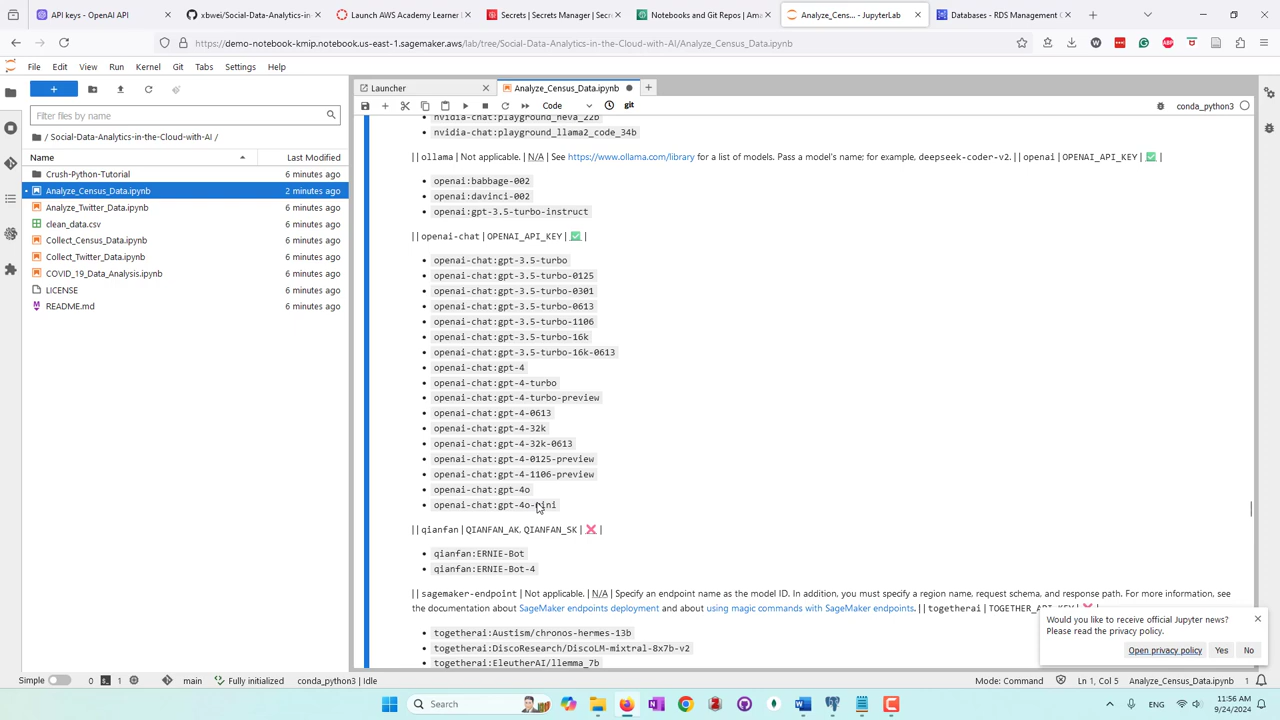 API keys - OpenAI API
xbwei/Social-Data-Analytics-in
Launch AWS Academy Learner
Secrets | Secrets Manager | Se
Notebooks and Git Repos | Ama
Analyze_Cens... - JupyterLab
Databases - RDS Management C
https://demo-notebook-kmip.notebook.us-east-1.sagemaker.aws/lab/tree/Social-Data-Analytics-in-the-Cloud-with-AI/Analyze_Census_Data.ipynb
File Edit View Run Kernel Git Tabs Settings Help
Launcher
Analyze_Census_Data.ipynb
Code
git
conda_python3
Filter files by name
/ Social-Data-Analytics-in-the-Cloud-with-AI /
Name Last Modified
Crush-Python-Tutorial 6 minutes ago
Analyze_Census_Data.ipynb 2 minutes ago
Analyze_Twitter_Data.ipynb 6 minutes ago
clean_data.csv 6 minutes ago
Collect_Census_Data.ipynb 6 minutes ago
Collect_Twitter_Data.ipynb 6 minutes ago
COVID_19_Data_Analysis.ipynb 6 minutes ago
LICENSE 6 minutes ago
README.md 6 minutes ago
nvidia-chat:playground_neva_22b
nvidia-chat:playground_llama2_code_34b
|| ollama | Not applicable. | N/A | See https://www.ollama.com/library for a list of models. Pass a model's name; for example, deepseek-coder-v2. || openai | OPENAI_API_KEY | ✅ |
openai:babbage-002
openai:davinci-002
openai:gpt-3.5-turbo-instruct
|| openai-chat | OPENAI_API_KEY | ✅ |
openai-chat:gpt-3.5-turbo
openai-chat:gpt-3.5-turbo-0125
openai-chat:gpt-3.5-turbo-0301
openai-chat:gpt-3.5-turbo-0613
openai-chat:gpt-3.5-turbo-1106
openai-chat:gpt-3.5-turbo-16k
openai-chat:gpt-3.5-turbo-16k-0613
openai-chat:gpt-4
openai-chat:gpt-4-turbo
openai-chat:gpt-4-turbo-preview
openai-chat:gpt-4-0613
openai-chat:gpt-4-32k
openai-chat:gpt-4-32k-0613
openai-chat:gpt-4-0125-preview
openai-chat:gpt-4-1106-preview
openai-chat:gpt-4o
openai-chat:gpt-4o-mini
|| qianfan | QIANFAN_AK, QIANFAN_SK | ❌ |
qianfan:ERNIE-Bot
qianfan:ERNIE-Bot-4
|| sagemaker-endpoint | Not applicable. | N/A | Specify an endpoint name as the model ID. In addition, you must specify a region name, request schema, and response path. For more information, see
the documentation about SageMaker endpoints deployment and about using magic commands with SageMaker endpoints. || togetherai | TOGETHER_API_KEY | ❌ |
togetherai:Austism/chronos-hermes-13b
togetherai:DiscoResearch/DiscoLM-mixtral-8x7b-v2
togetherai:EleutherAI/llemma_7b
Would you like to receive official Jupyter news?
Please read the privacy policy.
Open privacy policy Yes No
Simple 0 1 main Fully initialized conda_python3 | Idle Mode: Command Ln 1, Col 5 Analyze_Census_Data.ipynb 1
Search
ENG
11:56 AM
9/24/2024